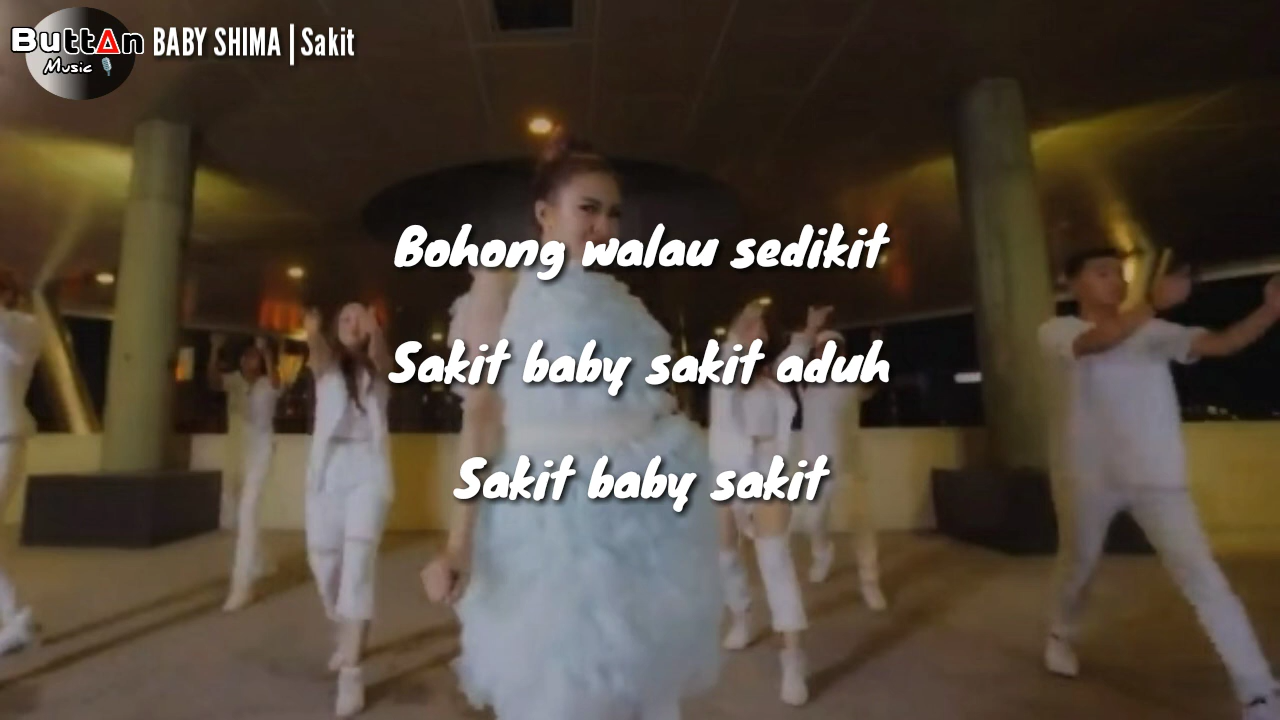 ButtAn Music
BABY SHIMA | Sakit
Bohong walau sedikit
Sakit baby sakit aduh
Sakit baby sakit